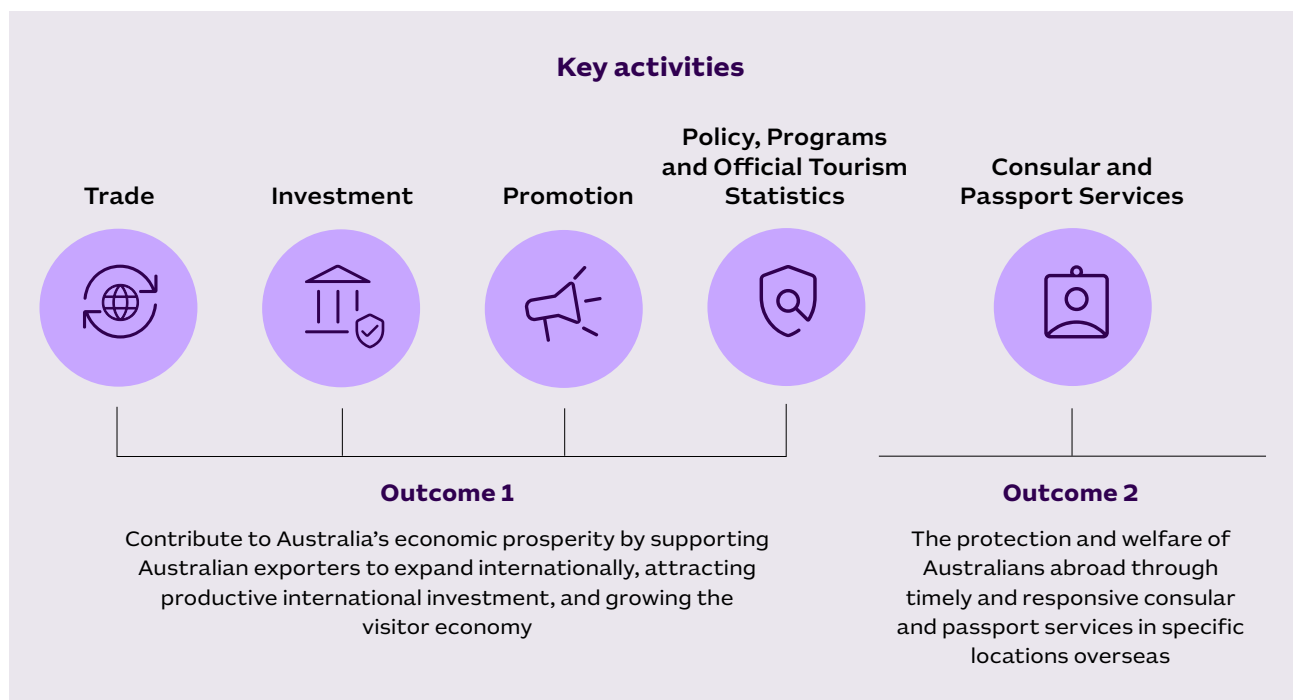 Key activities
Trade
Investment
Promotion
Policy, Programs
and Official Tourism
Statistics
Consular and
Passport Services
Outcome 1
Contribute to Australia’s economic prosperity by supporting
Australian exporters to expand internationally, attracting
productive international investment, and growing the
visitor economy
Outcome 2
The protection and welfare of
Australians abroad through
timely and responsive consular
and passport services in specific
locations overseas